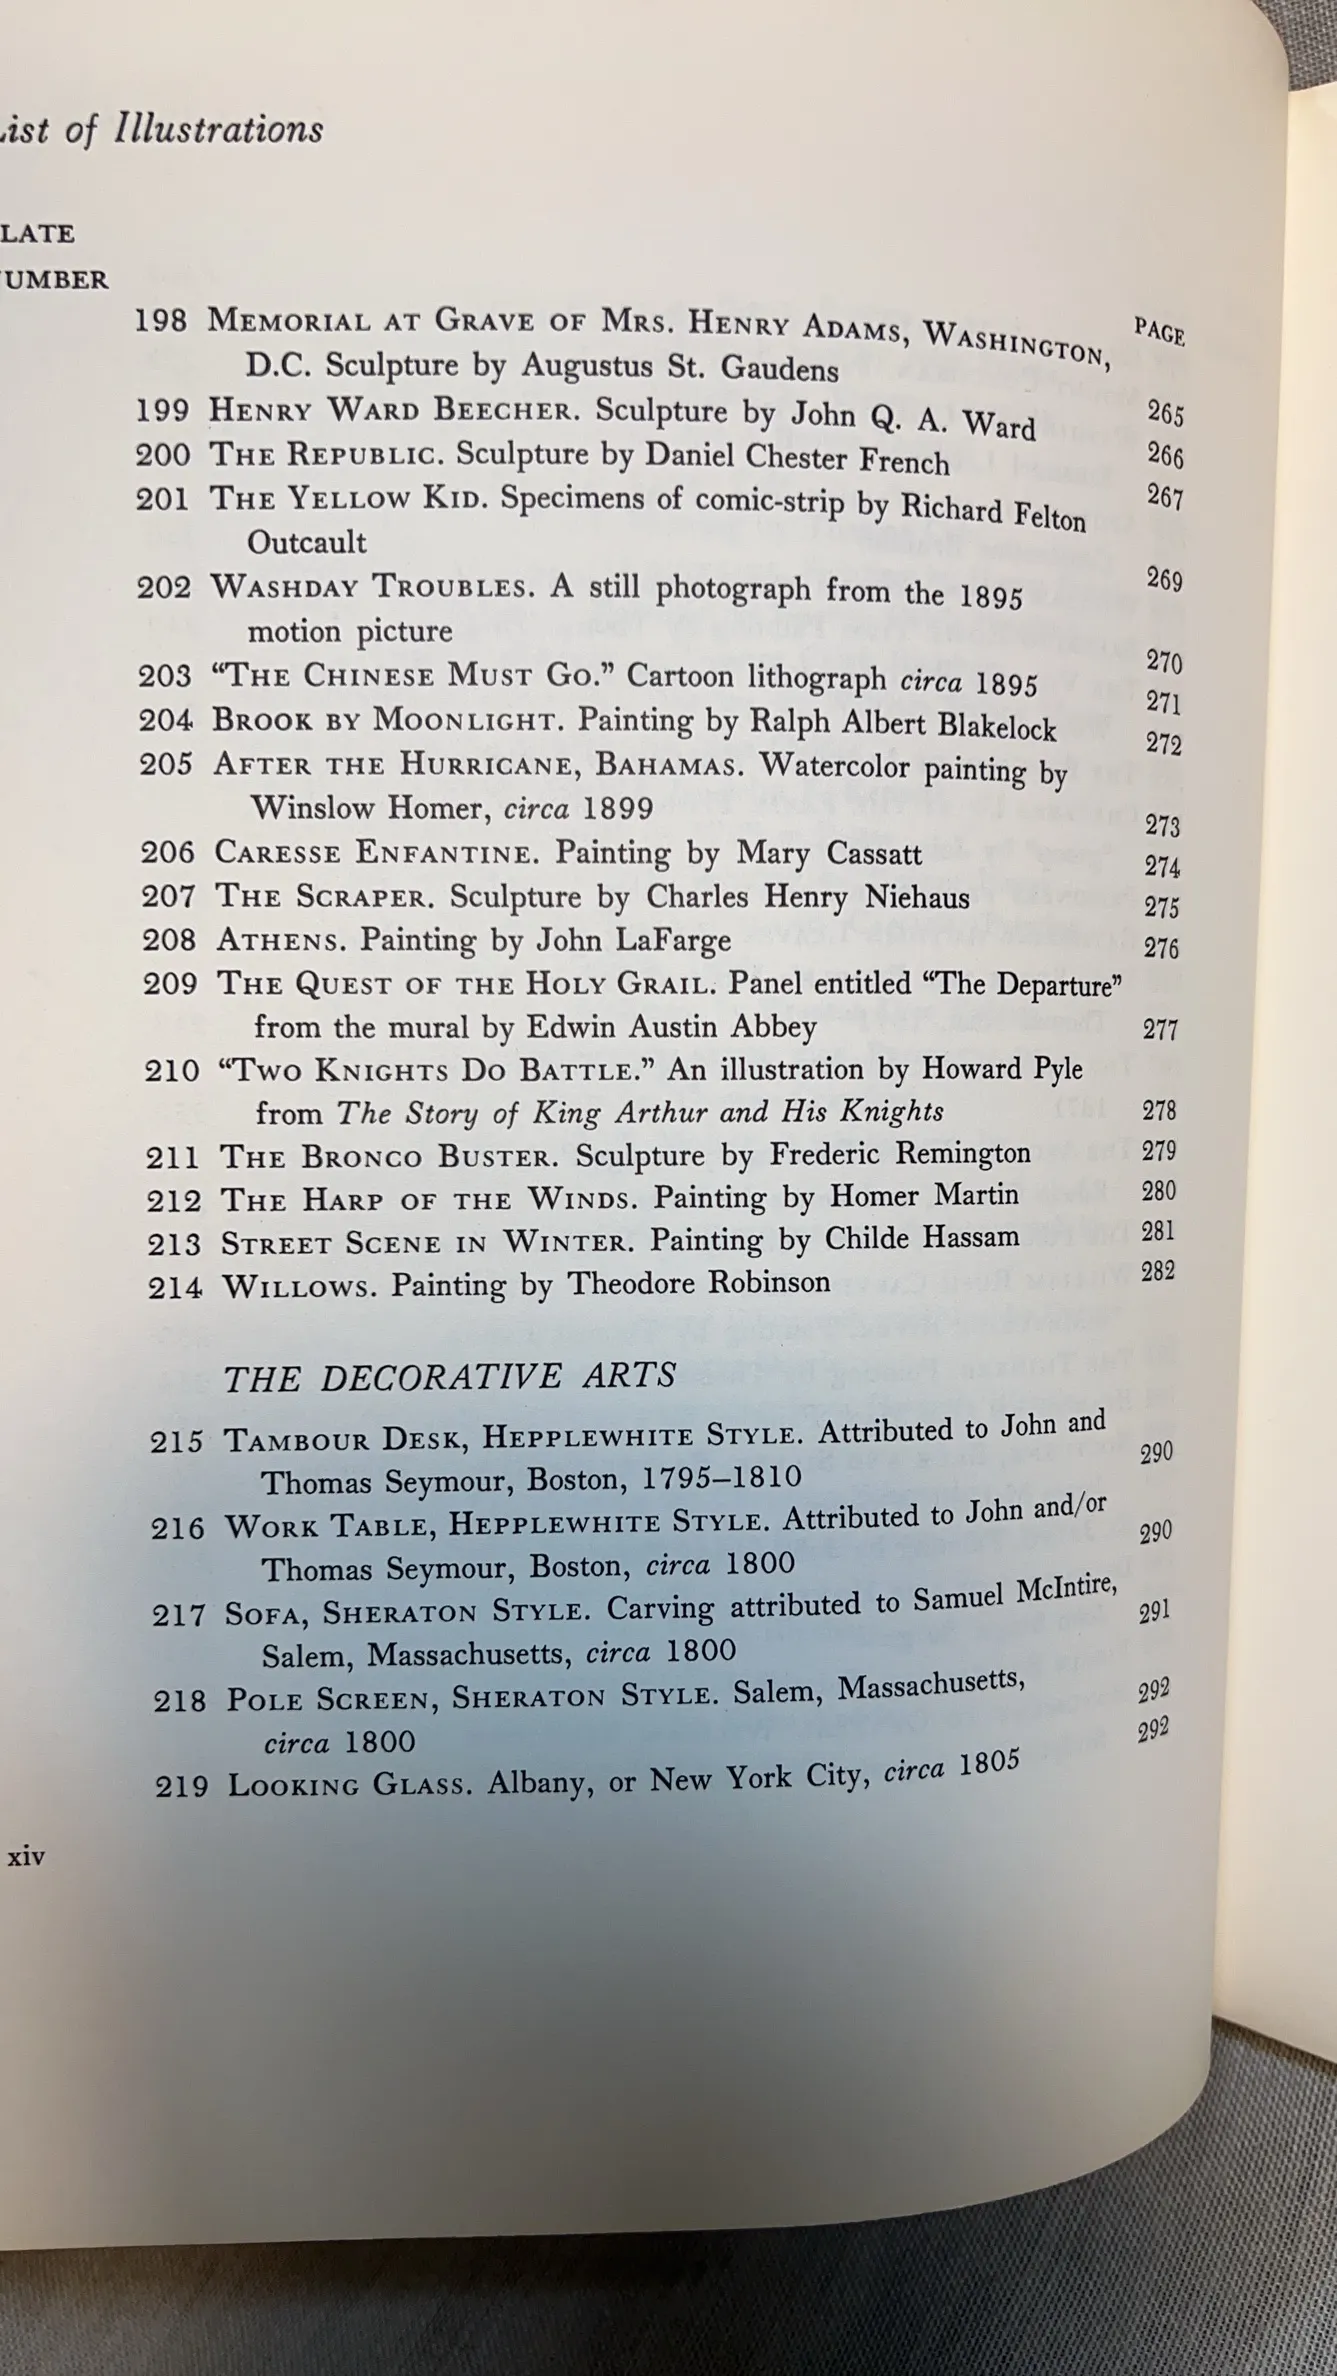 List of Illustrations
LATE
UMBER
PAGE
198 MEMORIAL AT GRAVE OF MRS. HENRY ADAMS, WASHINGTON,
D.C. Sculpture by Augustus St. Gaudens 265
199 HENRY WARD BEECHER. Sculpture by John Q. A. Ward 266
200 THE REPUBLIC. Sculpture by Daniel Chester French 267
201 THE YELLOW KID. Specimens of comic-strip by Richard Felton
Outcault 269
202 WASHDAY TROUBLES. A still photograph from the 1895
motion picture 270
203 “THE CHINESE MUST GO.” Cartoon lithograph circa 1895 271
204 BROOK BY MOONLIGHT. Painting by Ralph Albert Blakelock 272
205 AFTER THE HURRICANE, BAHAMAS. Watercolor painting by
Winslow Homer, circa 1899 273
206 CARESSE ENFANTINE. Painting by Mary Cassatt 274
207 THE SCRAPER. Sculpture by Charles Henry Niehaus 275
208 ATHENS. Painting by John LaFarge 276
209 THE QUEST OF THE HOLY GRAIL. Panel entitled “The Departure”
from the mural by Edwin Austin Abbey 277
210 “TWO KNIGHTS DO BATTLE.” An illustration by Howard Pyle
from The Story of King Arthur and His Knights 278
211 THE BRONCO BUSTER. Sculpture by Frederic Remington 279
212 THE HARP OF THE WINDS. Painting by Homer Martin 280
213 STREET SCENE IN WINTER. Painting by Childe Hassam 281
214 WILLOWS. Painting by Theodore Robinson 282
THE DECORATIVE ARTS
215 TAMBOUR DESK, HEPPLEWHITE STYLE. Attributed to John and
Thomas Seymour, Boston, 1795–1810 290
216 WORK TABLE, HEPPLEWHITE STYLE. Attributed to John and/or
Thomas Seymour, Boston, circa 1800 290
217 SOFA, SHERATON STYLE. Carving attributed to Samuel McIntire,
Salem, Massachusetts, circa 1800 291
218 POLE SCREEN, SHERATON STYLE. Salem, Massachusetts,
circa 1800 292
219 LOOKING GLASS. Albany, or New York City, circa 1805 292
xiv